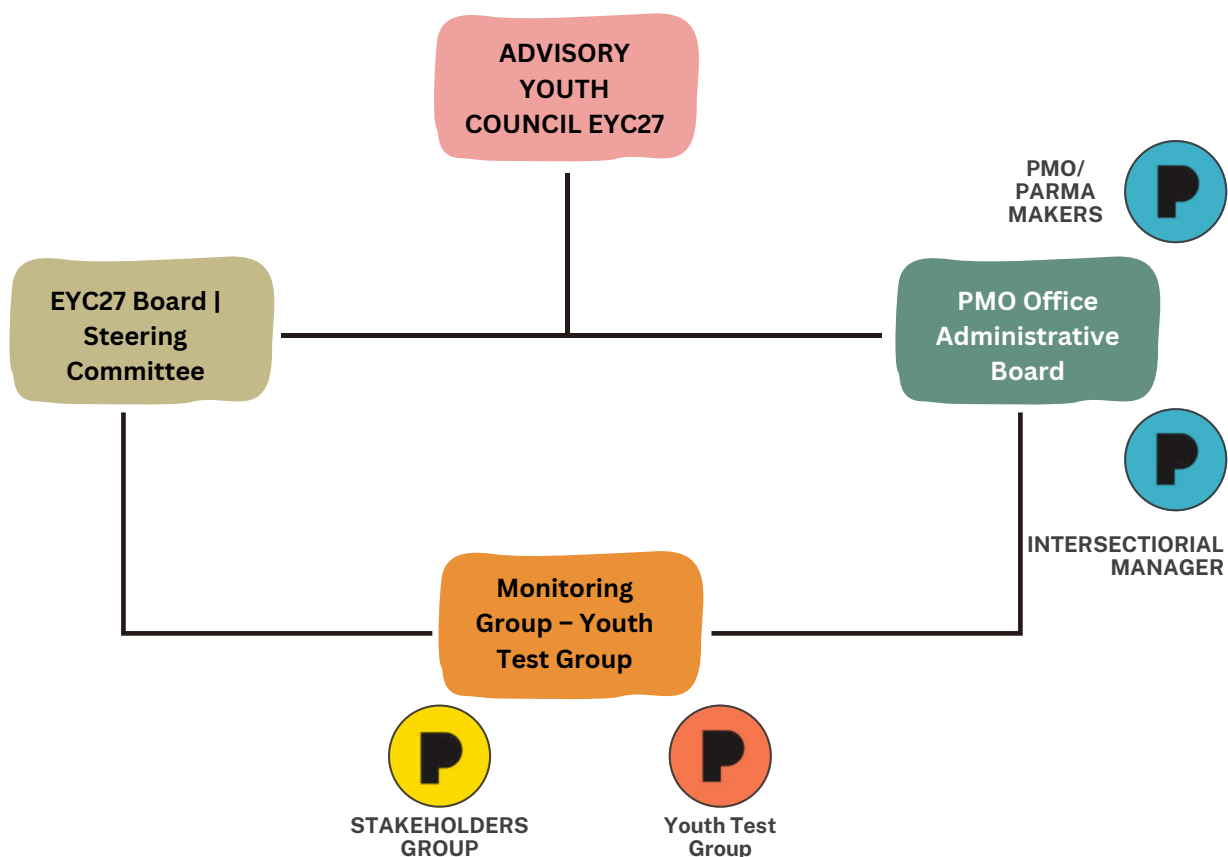 ADVISORY
YOUTH
COUNCIL EYC27
PMO/
PARMA
MAKERS
P
EYC27 Board |
Steering
Committee
PMO Office
Administrative
Board
P
INTERSECTIORIAL
MANAGER
Monitoring
Group – Youth
Test Group
P
STAKEHOLDERS
GROUP
P
Youth Test
Group